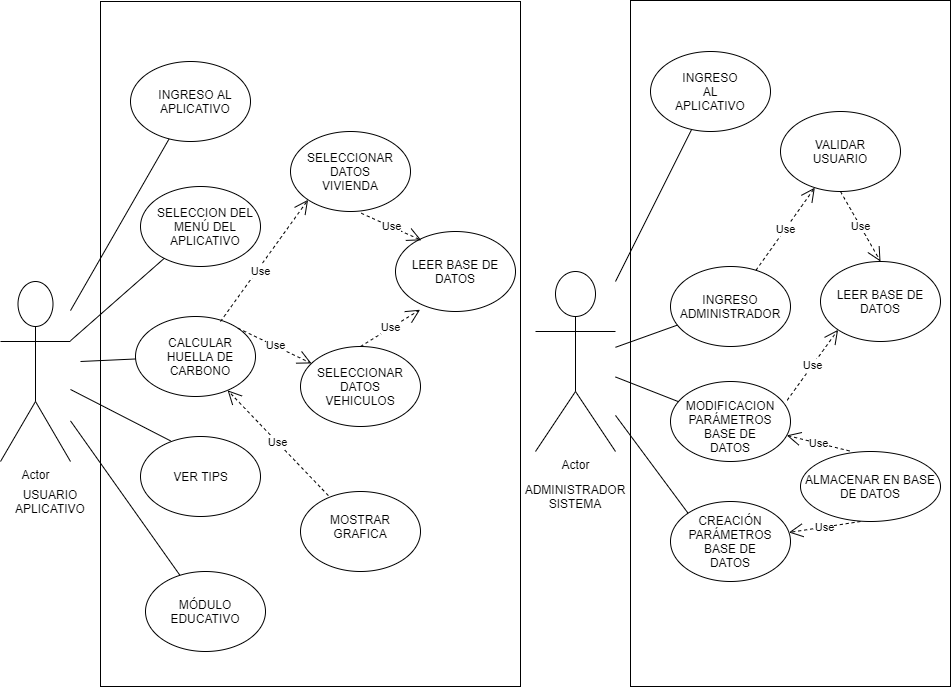 INGRESO AL
APLICATIVO
SELECCIONAR
DATOS
VIVIENDA
SELECCION DEL
MENÚ DEL
APLICATIVO
Use
LEER BASE DE
DATOS
Use
CALCULAR
HUELLA DE
CARBONO
Use
Use
SELECCIONAR
DATOS
VEHICULOS
Use
VER TIPS
MOSTRAR
GRAFICA
MÓDULO
EDUCATIVO
Actor
USUARIO
APLICATIVO
INGRESO
AL
APLICATIVO
VALIDAR
USUARIO
Use
Use
INGRESO
ADMINISTRADOR
LEER BASE DE
DATOS
Use
MODIFICACION
PARÁMETROS
BASE DE
DATOS
Use
ALMACENAR EN BASE
DE DATOS
CREACIÓN
PARÁMETROS
BASE DE
DATOS
Use
Actor
ADMINISTRADOR
SISTEMA